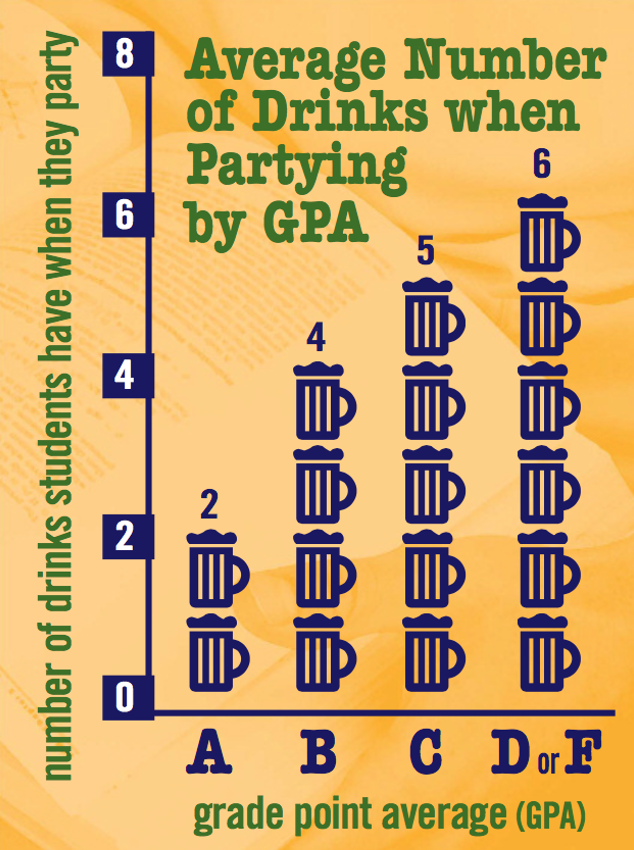 Average Number
of Drinks when
Partying
by GPA
number of drinks students have when they party
8
6
4
2
0
2
4
5
6
A B C D or F
grade point average (GPA)